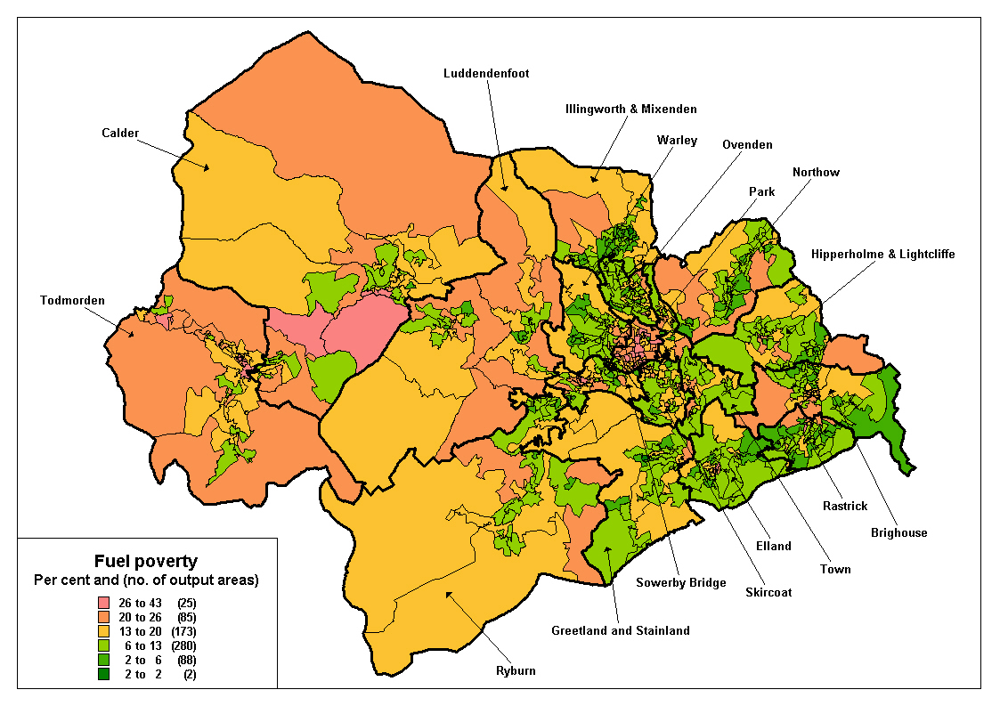 Luddendenfoot
Illingworth & Mixenden
Calder
Warley
Ovenden
Northow
Park
Hipperholme & Lightcliffe
Todmorden
Rastrick
Brighouse
Elland
Town
Sowerby Bridge
Skircoat
Greetland and Stainland
Ryburn
Fuel poverty
Per cent and (no. of output areas)
26 to 43 (25)
20 to 26 (85)
13 to 20 (173)
6 to 13 (280)
2 to 6 (88)
2 to 2 (2)